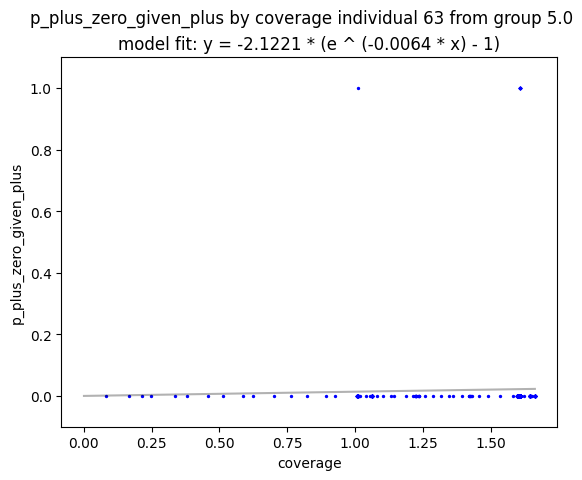 p_plus_zero_given_plus by coverage individual 63 from group 5.0
model fit: y = -2.1221 * (e ^ (-0.0064 * x) - 1)
p_plus_zero_given_plus
1.0
0.8
0.6
0.4
0.2
0.0
0.00 0.25 0.50 0.75 1.00 1.25 1.50
coverage